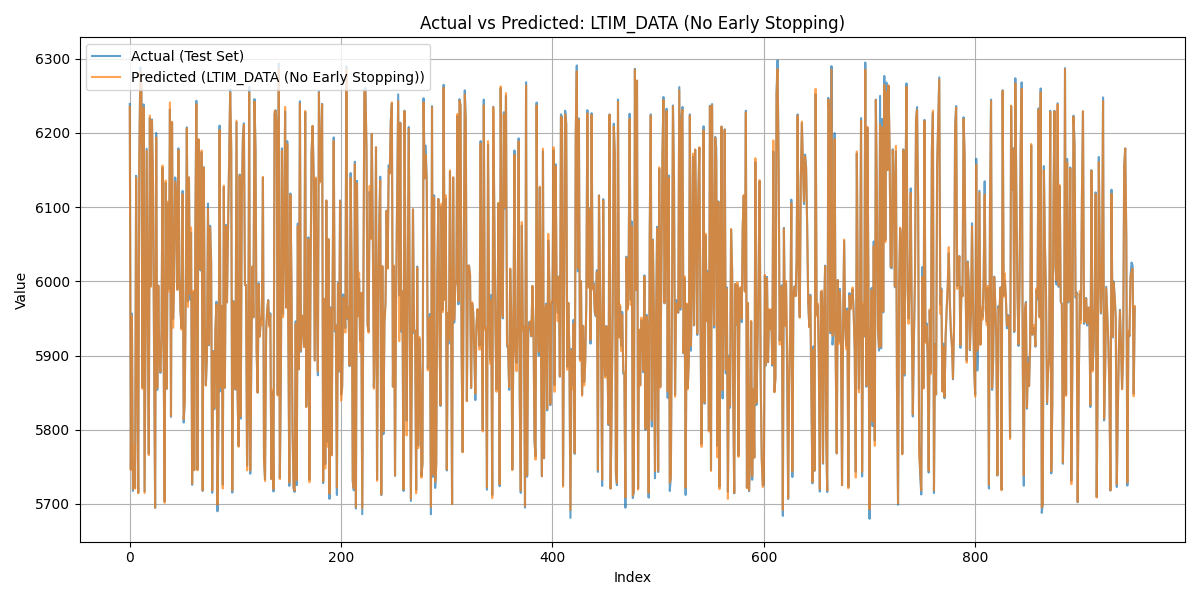 Actual vs Predicted: LTIM_DATA (No Early Stopping)
Actual (Test Set)
Predicted (LTIM_DATA (No Early Stopping))
Value
6300
6200
6100
6000
5900
5800
5700
0 200 400 600 800
Index